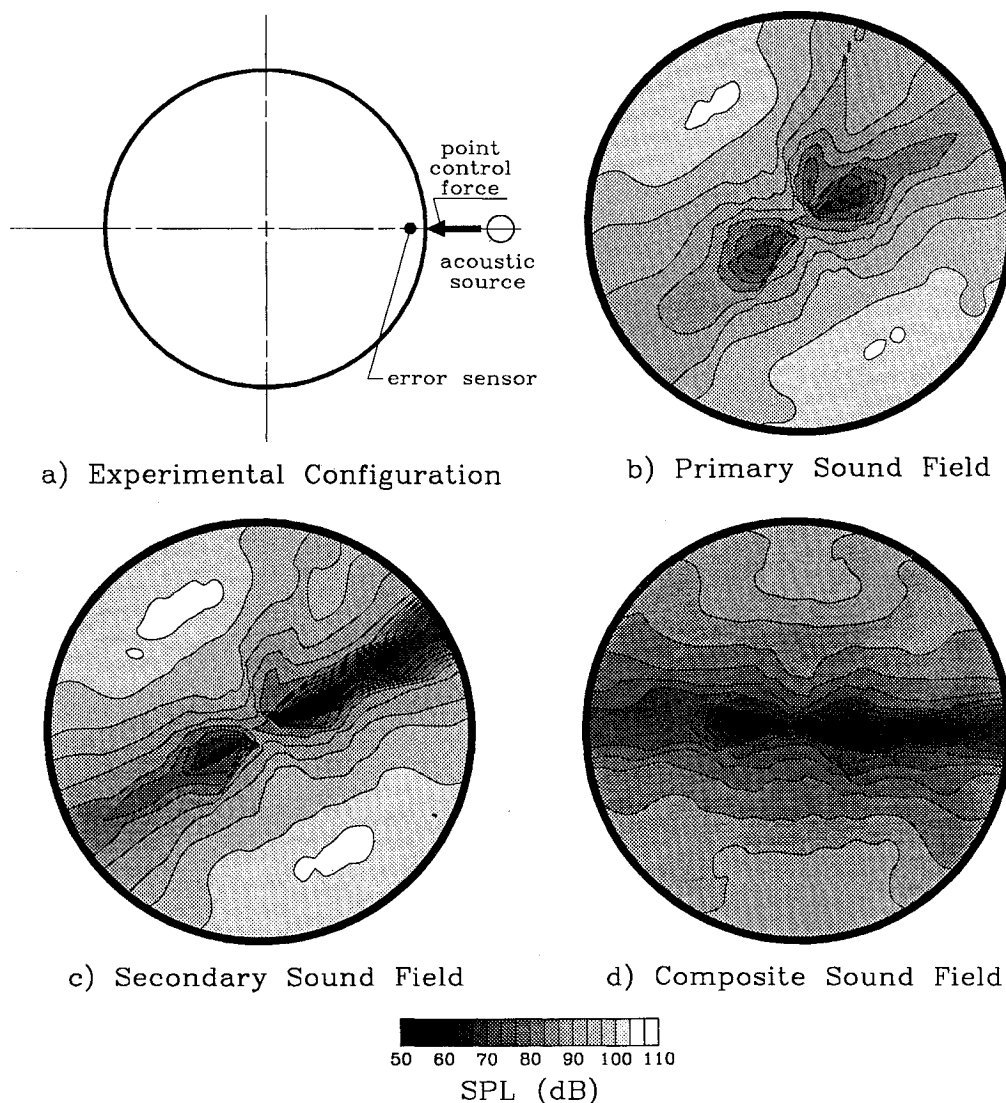 point
control
force
acoustic
source
error sensor
a) Experimental Configuration
b) Primary Sound Field
c) Secondary Sound Field
d) Composite Sound Field
50 60 70 80 90 100 110
SPL (dB)